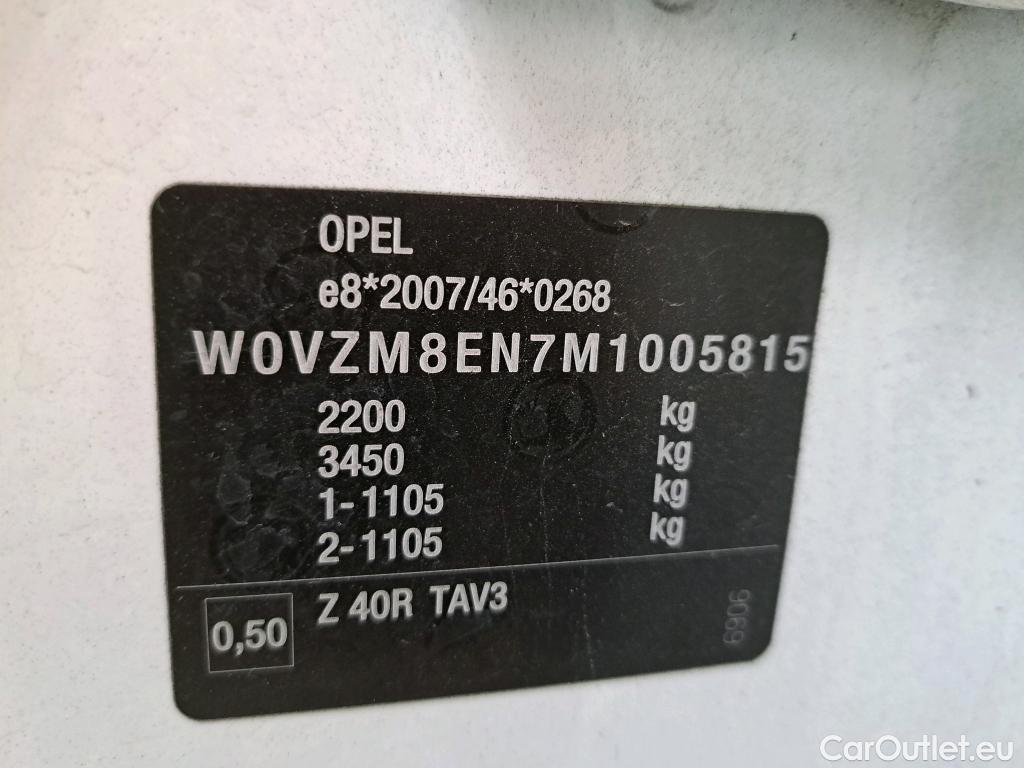 OPEL
e8*2007/46*0268
W0VZM8EN7M1005815
2200 kg
3450 kg
1-1105 kg
2-1105 kg
0,50 Z 40R TAV3
6906
CarOutlet.eu